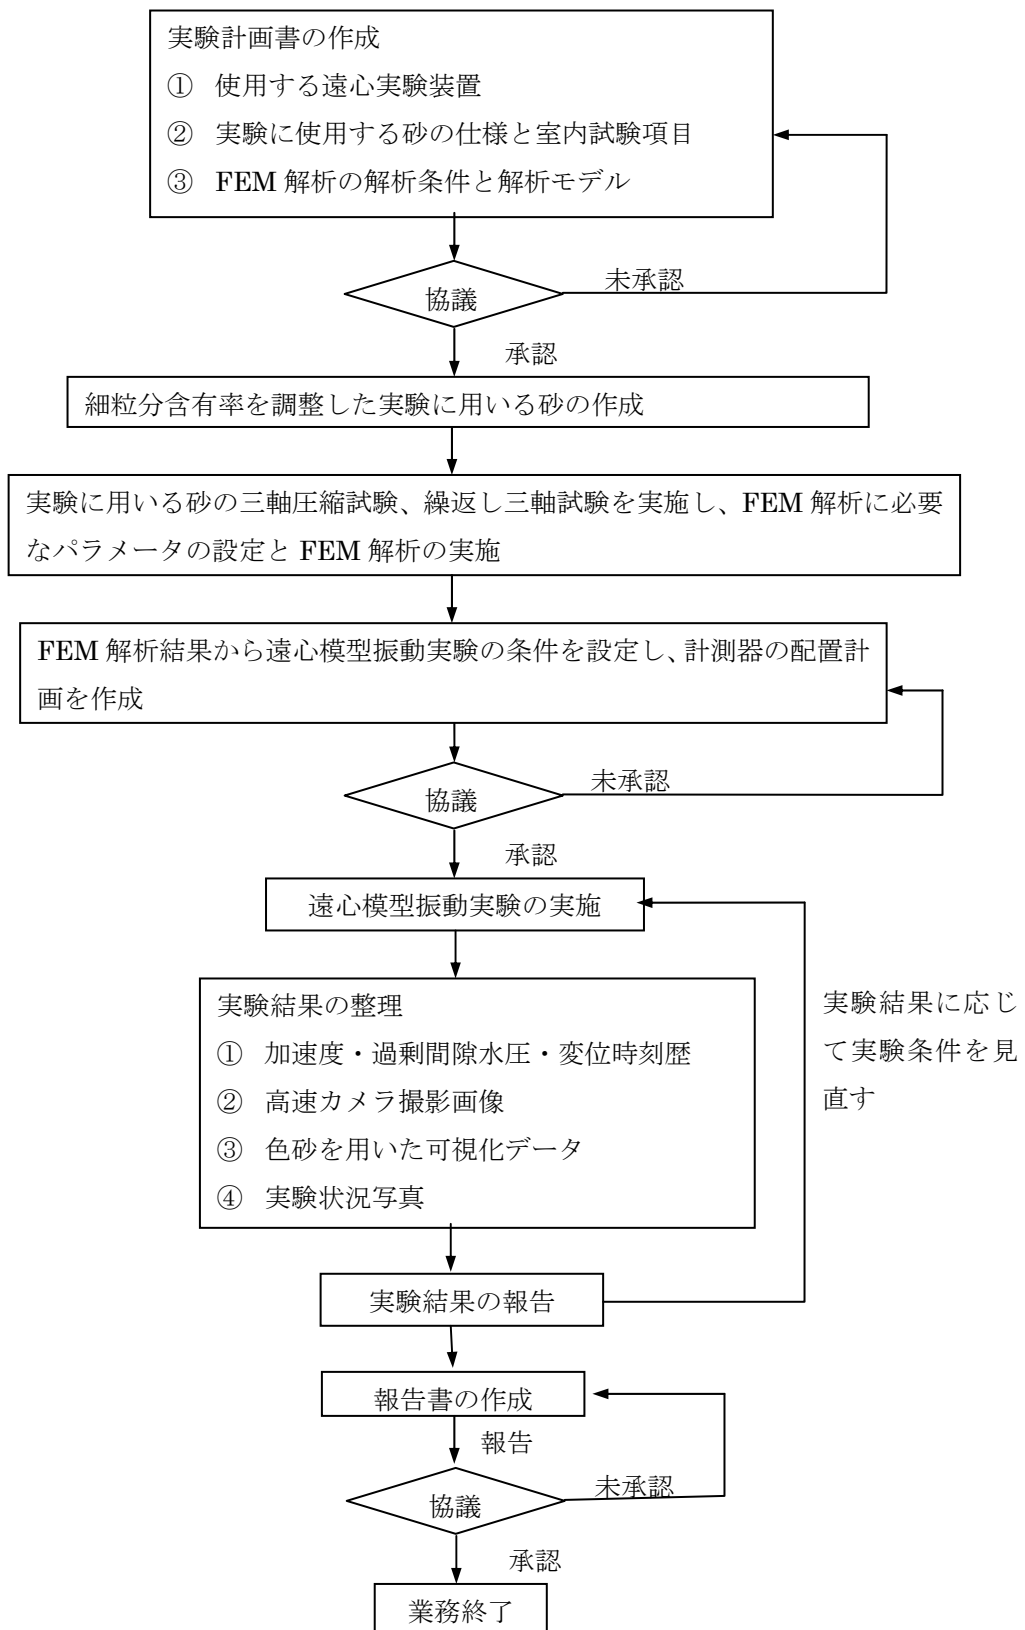 実験計画書の作成
① 使用する遠心実験装置
② 実験に使用する砂の仕様と室内試験項目
③ FEM 解析の解析条件と解析モデル
協議
未承認
承認
細粒分含有率を調整した実験に用いる砂の作成
実験に用いる砂の三軸圧縮試験、繰返し三軸試験を実施し、FEM 解析に必要
なパラメータの設定と FEM 解析の実施
FEM 解析結果から遠心模型振動実験の条件を設定し、計測器の配置計
画を作成
協議
未承認
承認
遠心模型振動実験の実施
実験結果の整理
① 加速度・過剰間隙水圧・変位時刻歴
② 高速カメラ撮影画像
③ 色砂を用いた可視化データ
④ 実験状況写真
実験結果に応じ
て実験条件を見
直す
実験結果の報告
報告書の作成
報告
協議
未承認
承認
業務終了